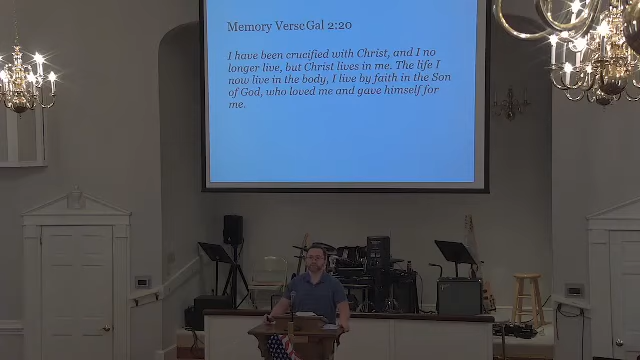 Memory Verse Gal 2:20
I have been crucified with Christ, and I no
longer live, but Christ lives in me. The life I
now live in the body, I live by faith in the Son
of God, who loved me and gave himself for
me.